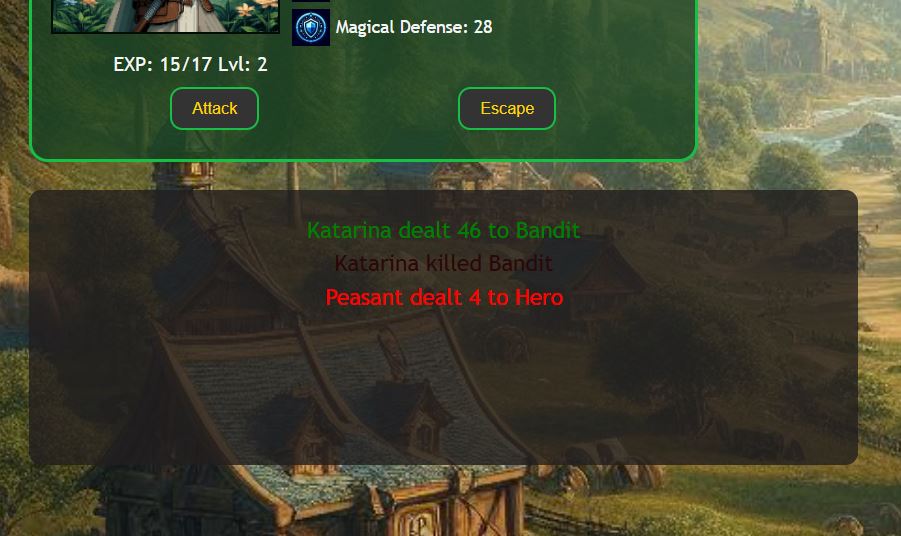 Magical Defense: 28
EXP: 15/17 Lvl: 2
Attack
Escape
Katarina dealt 46 to Bandit
Katarina killed Bandit
Peasant dealt 4 to Hero